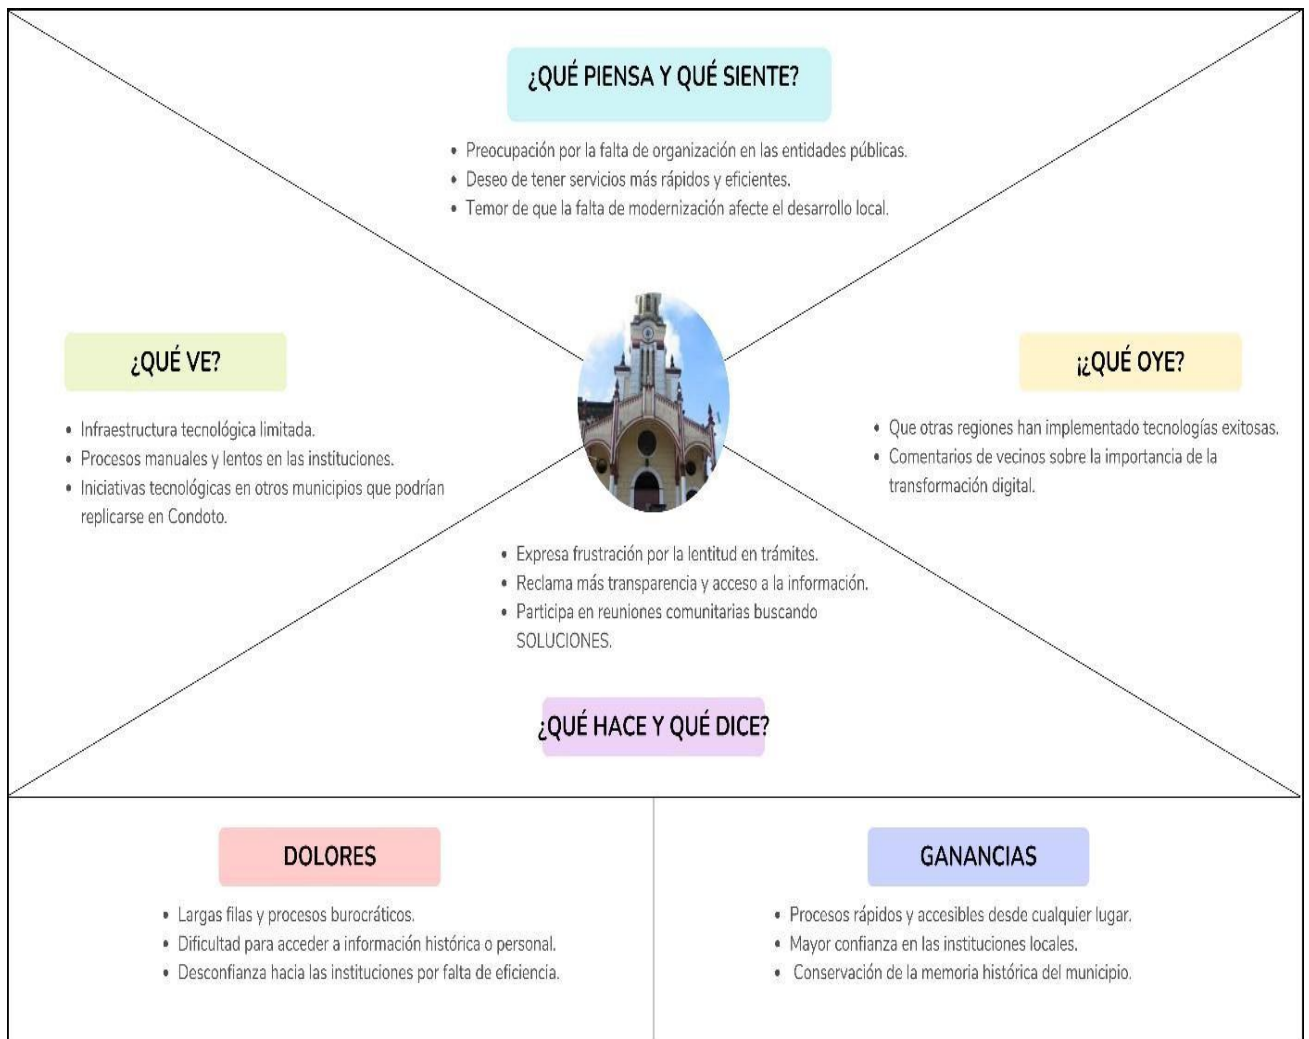 ¿QUÉ PIENSA Y QUÉ SIENTE?
• Preocupación por la falta de organización en las entidades públicas.
• Deseo de tener servicios más rápidos y eficientes.
• Temor de que la falta de modernización afecte el desarrollo local.
¿QUÉ VE?
• Infraestructura tecnológica limitada.
• Procesos manuales y lentos en las instituciones.
• Iniciativas tecnológicas en otros municipios que podrían
replicarse en Condoto.
¡¿QUÉ OYE?
• Que otras regiones han implementado tecnologías exitosas.
• Comentarios de vecinos sobre la importancia de la
transformación digital.
• Expresa frustración por la lentitud en trámites.
• Reclama más transparencia y acceso a la información.
• Participa en reuniones comunitarias buscando
SOLUCIONES.
¿QUÉ HACE Y QUÉ DICE?
DOLORES
• Largas filas y procesos burocráticos.
• Dificultad para acceder a información histórica o personal.
• Desconfianza hacia las instituciones por falta de eficiencia.
GANANCIAS
• Procesos rápidos y accesibles desde cualquier lugar.
• Mayor confianza en las instituciones locales.
• Conservación de la memoria histórica del municipio.